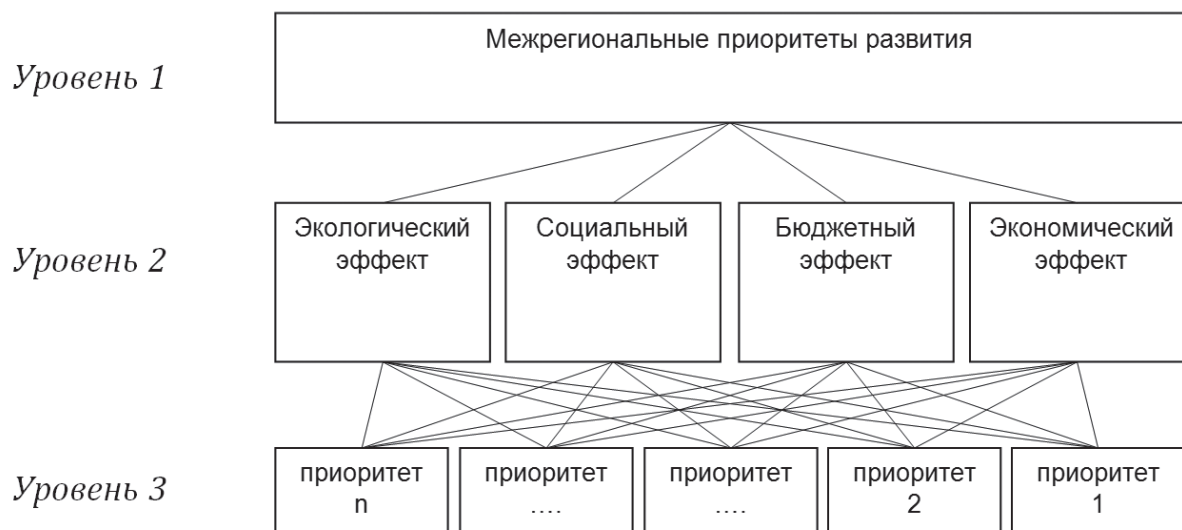 Межрегиональные приоритеты развития
Уровень 1
Экологический
эффект
Социальный
эффект
Бюджетный
эффект
Экономический
эффект
Уровень 2
приоритет
n
приоритет
....
приоритет
....
приоритет
2
приоритет
1
Уровень 3